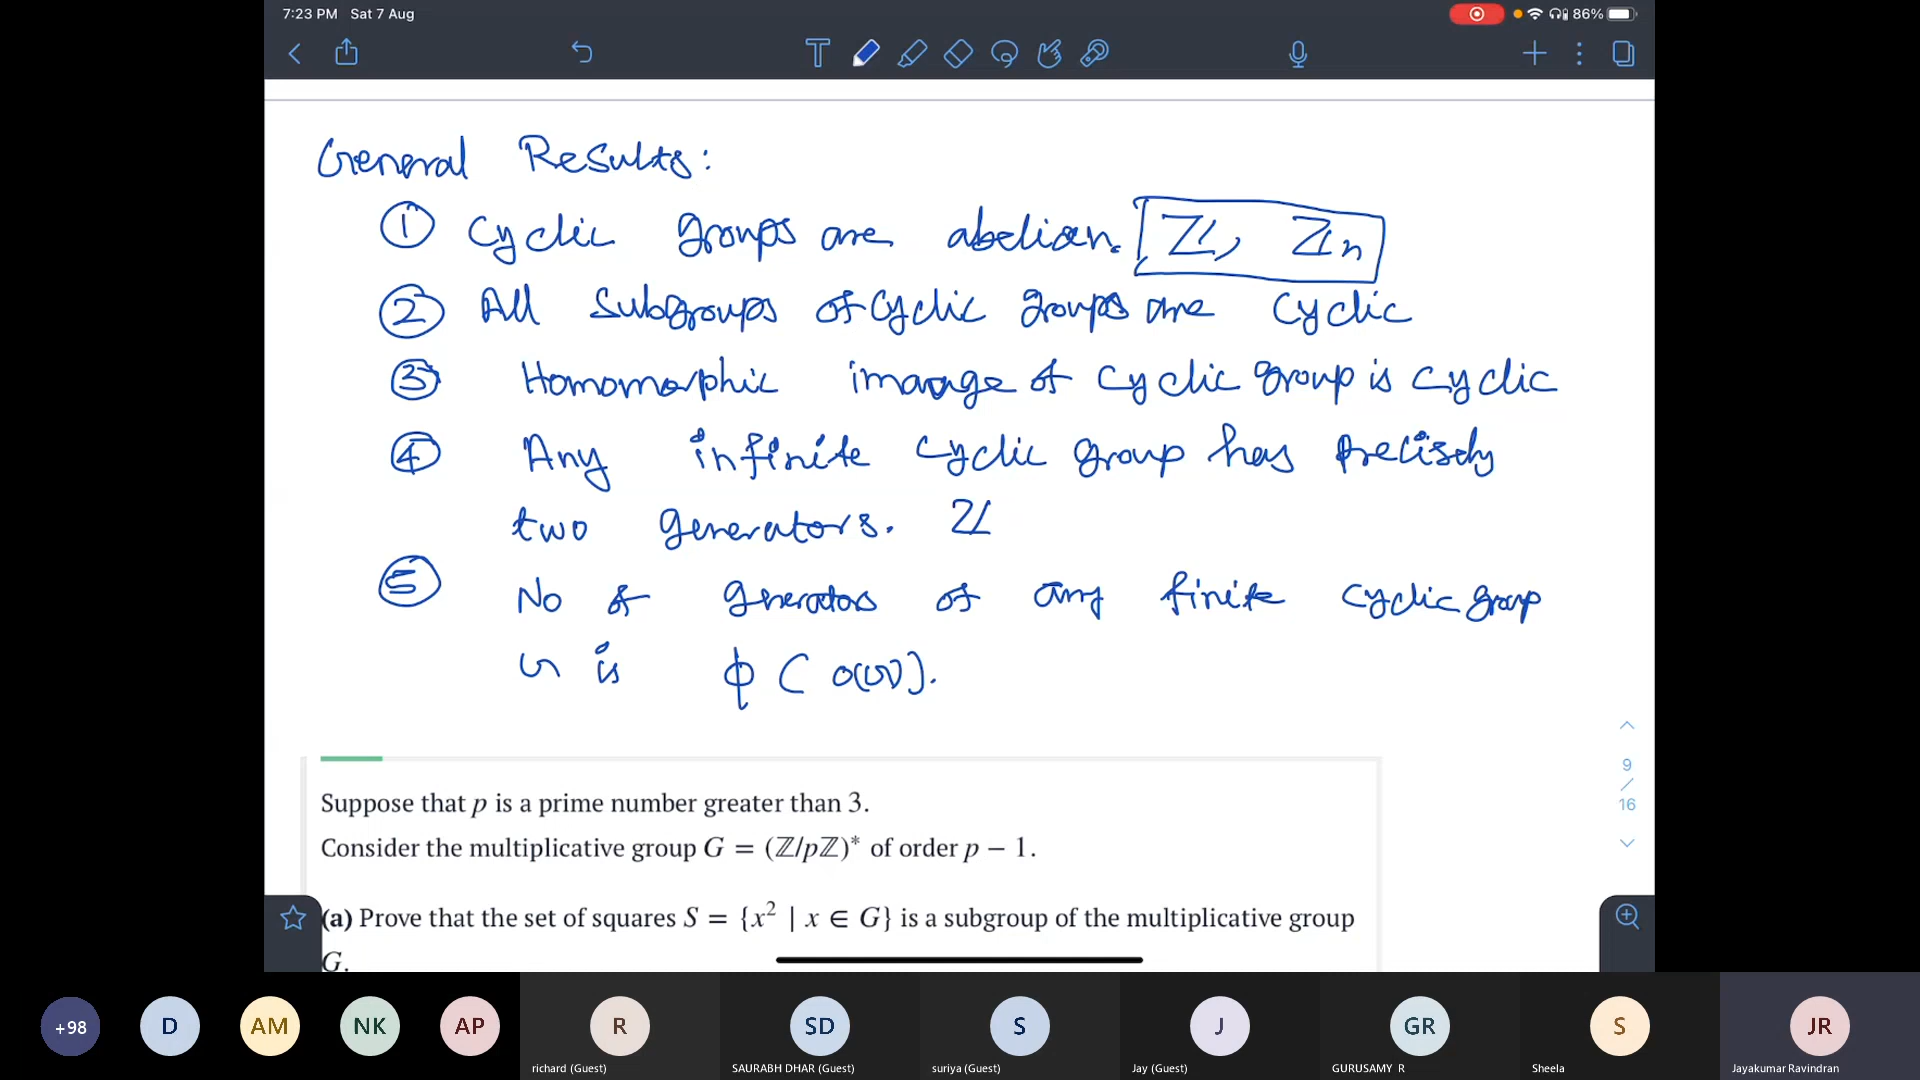 7:23 PM Sat 7 Aug
86%
General Results:
① Cyclic groups are abelian. ℤ, ℤn
② All Subgroups of Cyclic groups are Cyclic
③ Homomorphic image of cyclic group is cyclic
④ Any infinite cyclic group has precisely
two generators. ℤ
⑤ No of generators of any finite cyclic group
G is ϕ(o(G)).
9
/
16
Suppose that p is a prime number greater than 3.
Consider the multiplicative group G = (ℤ/pℤ)* of order p − 1.
(a) Prove that the set of squares S = {x² | x ∈ G} is a subgroup of the multiplicative group
G.
+98 D AM NK AP R SD S J GR S JR
richard (Guest) SAURABH DHAR (Guest) suriya (Guest) Jay (Guest) GURUSAMY R Sheela Jayakumar Ravindran